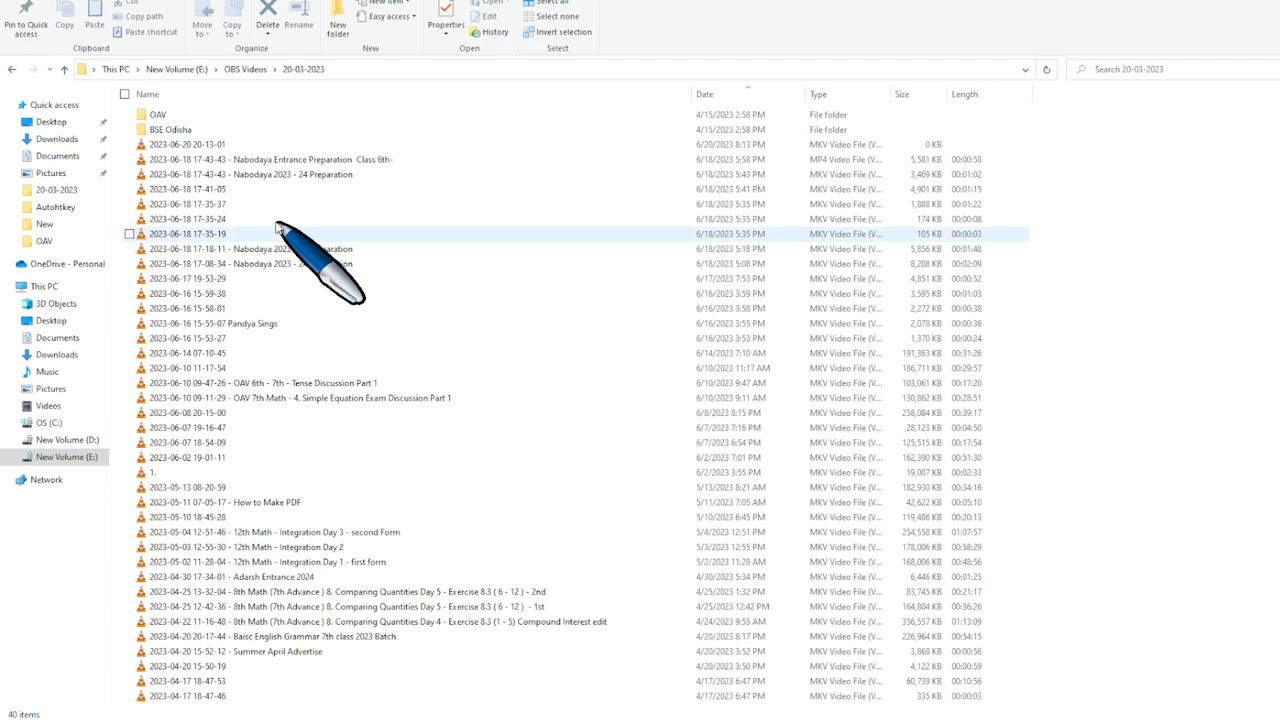 Cut
Copy path
Paste shortcut
Pin to Quick access
Copy
Paste
Move to
Copy to
Delete
Rename
New folder
New item
Easy access
Properties
Open
Edit
History
Select all
Select none
Invert selection
Clipboard
Organize
New
Open
Select
This PC > New Volume (E:) > OBS Videos > 20-03-2023
Search 20-03-2023
Quick access
Desktop
Downloads
Documents
Pictures
20-03-2023
Autohtkey
New
OAV
OneDrive - Personal
This PC
3D Objects
Desktop
Documents
Downloads
Music
Pictures
Videos
OS (C:)
New Volume (D:)
New Volume (E:)
Network
Name Date Type Size Length
OAV 4/15/2023 2:58 PM File folder
BSE Odisha 4/15/2023 2:58 PM File folder
2023-06-20 20-13-01 6/20/2023 8:13 PM MKV Video File (V... 0 KB
2023-06-18 17-43-43 - Nabodaya Entrance Preparation Class 6th- 6/18/2023 5:58 PM MP4 Video File (V... 5,581 KB 00:00:58
2023-06-18 17-43-43 - Nabodaya 2023 - 24 Preparation 6/18/2023 5:43 PM MKV Video File (V... 3,469 KB 00:01:02
2023-06-18 17-41-05 6/18/2023 5:41 PM MKV Video File (V... 4,901 KB 00:01:15
2023-06-18 17-35-37 6/18/2023 5:35 PM MKV Video File (V... 1,888 KB 00:01:22
2023-06-18 17-35-24 6/18/2023 5:35 PM MKV Video File (V... 174 KB 00:00:08
2023-06-18 17-35-19 6/18/2023 5:35 PM MKV Video File (V... 105 KB 00:00:03
2023-06-18 17-18-11 - Nabodaya 2023 6/18/2023 5:18 PM MKV Video File (V... 5,856 KB 00:01:48
2023-06-18 17-08-34 - Nabodaya 2023 - 6/18/2023 5:08 PM MKV Video File (V... 8,208 KB 00:02:09
2023-06-17 19-53-29 6/17/2023 7:53 PM MKV Video File (V... 4,851 KB 00:00:52
2023-06-16 15-59-38 6/16/2023 3:59 PM MKV Video File (V... 3,595 KB 00:01:03
2023-06-16 15-58-01 6/16/2023 3:58 PM MKV Video File (V... 2,272 KB 00:00:38
2023-06-16 15-55-07 Pandya Sings 6/16/2023 3:55 PM MKV Video File (V... 2,078 KB 00:00:36
2023-06-16 15-53-27 6/16/2023 3:53 PM MKV Video File (V... 1,370 KB 00:00:24
2023-06-14 07-10-45 6/14/2023 7:10 AM MKV Video File (V... 191,363 KB 00:31:26
2023-06-10 11-17-54 6/10/2023 11:17 AM MKV Video File (V... 186,711 KB 00:29:57
2023-06-10 09-47-26 - OAV 6th - 7th - Tense Discussion Part 1 6/10/2023 9:47 AM MKV Video File (V... 103,061 KB 00:17:20
2023-06-10 09-11-29 - OAV 7th Math - 4. Simple Equation Exam Discussion Part 1 6/10/2023 9:11 AM MKV Video File (V... 130,862 KB 00:28:51
2023-06-08 20-15-00 6/8/2023 8:15 PM MKV Video File (V... 258,084 KB 00:39:17
2023-06-07 19-16-47 6/7/2023 7:16 PM MKV Video File (V... 28,123 KB 00:04:50
2023-06-07 18-54-09 6/7/2023 6:54 PM MKV Video File (V... 125,515 KB 00:17:54
2023-06-02 19-01-11 6/2/2023 7:01 PM MKV Video File (V... 162,390 KB 00:51:30
1. 6/2/2023 3:55 PM MKV Video File (V... 19,007 KB 00:02:33
2023-05-13 08-20-59 5/13/2023 8:21 AM MKV Video File (V... 182,930 KB 00:34:16
2023-05-11 07-05-17 - How to Make PDF 5/11/2023 7:05 AM MKV Video File (V... 42,622 KB 00:05:10
2023-05-10 18-45-28 5/10/2023 6:45 PM MKV Video File (V... 119,486 KB 00:20:13
2023-05-04 12-51-46 - 12th Math - Integration Day 3 - second Form 5/4/2023 12:51 PM MKV Video File (V... 254,558 KB 01:07:57
2023-05-03 12-55-30 - 12th Math - Integration Day 2 5/3/2023 12:55 PM MKV Video File (V... 178,006 KB 00:58:29
2023-05-02 11-28-04 - 12th Math - Integration Day 1 - first form 5/2/2023 11:28 AM MKV Video File (V... 168,006 KB 00:48:56
2023-04-30 17-34-01 - Adarsh Entrance 2024 4/30/2023 5:34 PM MKV Video File (V... 6,446 KB 00:01:25
2023-04-25 13-32-04 - 8th Math (7th Advance ) 8. Comparing Quantities Day 5 - Exercise 8.3 ( 6 - 12 ) - 2nd 4/25/2023 1:32 PM MKV Video File (V... 83,745 KB 00:21:17
2023-04-25 12-42-36 - 8th Math (7th Advance ) 8. Comparing Quantities Day 5 - Exercise 8.3 ( 6 - 12 ) - 1st 4/25/2023 12:42 PM MKV Video File (V... 164,804 KB 00:36:26
2023-04-22 11-16-48 - 8th Math (7th Advance ) 8. Comparing Quantities Day 4 - Exercise 8.3 (1 - 5) Compound Interest edit 4/24/2023 9:55 AM MKV Video File (V... 356,557 KB 01:13:09
2023-04-20 20-17-44 - Baisc English Grammar 7th class 2023 Batch 4/20/2023 8:17 PM MKV Video File (V... 226,964 KB 00:54:15
2023-04-20 15-52-12 - Summer April Advertise 4/20/2023 3:52 PM MKV Video File (V... 3,868 KB 00:00:56
2023-04-20 15-50-19 4/20/2023 3:50 PM MKV Video File (V... 4,122 KB 00:00:59
2023-04-17 18-47-53 4/17/2023 6:47 PM MKV Video File (V... 60,739 KB 00:10:56
2023-04-17 18-47-46 4/17/2023 6:47 PM MKV Video File (V... 335 KB 00:00:03
40 items